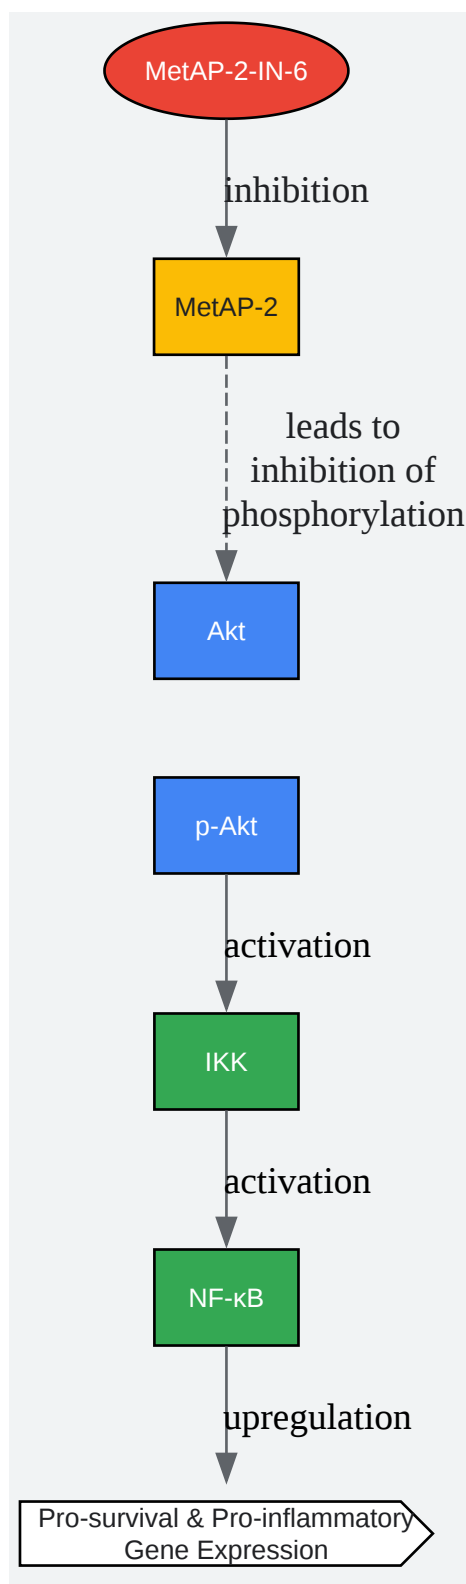 MetAP-2-IN-6
inhibition
MetAP-2
leads to
inhibition of
phosphorylation
Akt
p-Akt
activation
IKK
activation
NF-κB
upregulation
Pro-survival & Pro-inflammatory
Gene Expression